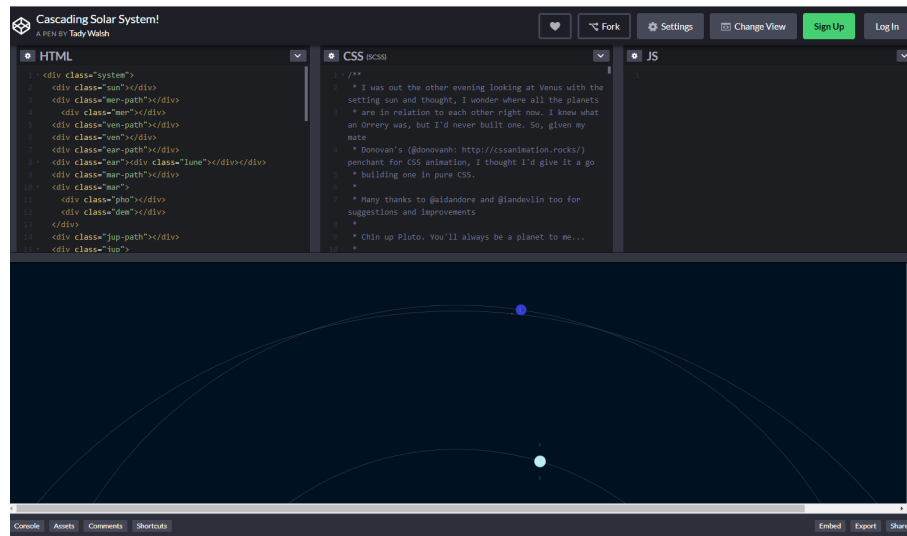 Cascading Solar System!
A PEN BY Tady Walsh
Fork
Settings
Change View
Sign Up
Log In
HTML
1 <div class="system">
2 <div class="sun"></div>
3 <div class="mer-path"></div>
4 <div class="mer"></div>
5 <div class="ven-path"></div>
6 <div class="ven"></div>
7 <div class="ear-path"></div>
8 <div class="ear"><div class="lune"></div></div>
9 <div class="mar-path"></div>
10 <div class="mar">
11 <div class="pho"></div>
12 <div class="dem"></div>
13 </div>
14 <div class="jup-path"></div>
15 <div class="jup">
CSS (SCSS)
1 /**
2 * I was out the other evening looking at Venus with the
setting sun and thought, I wonder where all the planets
3 * are in relation to each other right now. I knew what
an Orrery was, but I'd never built one. So, given my
mate
4 * Donovan's (@donovanh: http://cssanimation.rocks/)
penchant for CSS animation, I thought I'd give it a go
5 * building one in pure CSS.
6 *
7 * Many thanks to @aidandore and @iandevlin too for
suggestions and improvements
8 *
9 * Chin up Pluto. You'll always be a planet to me...
10 *
JS
1
Console
Assets
Comments
Shortcuts
Embed
Export
Share